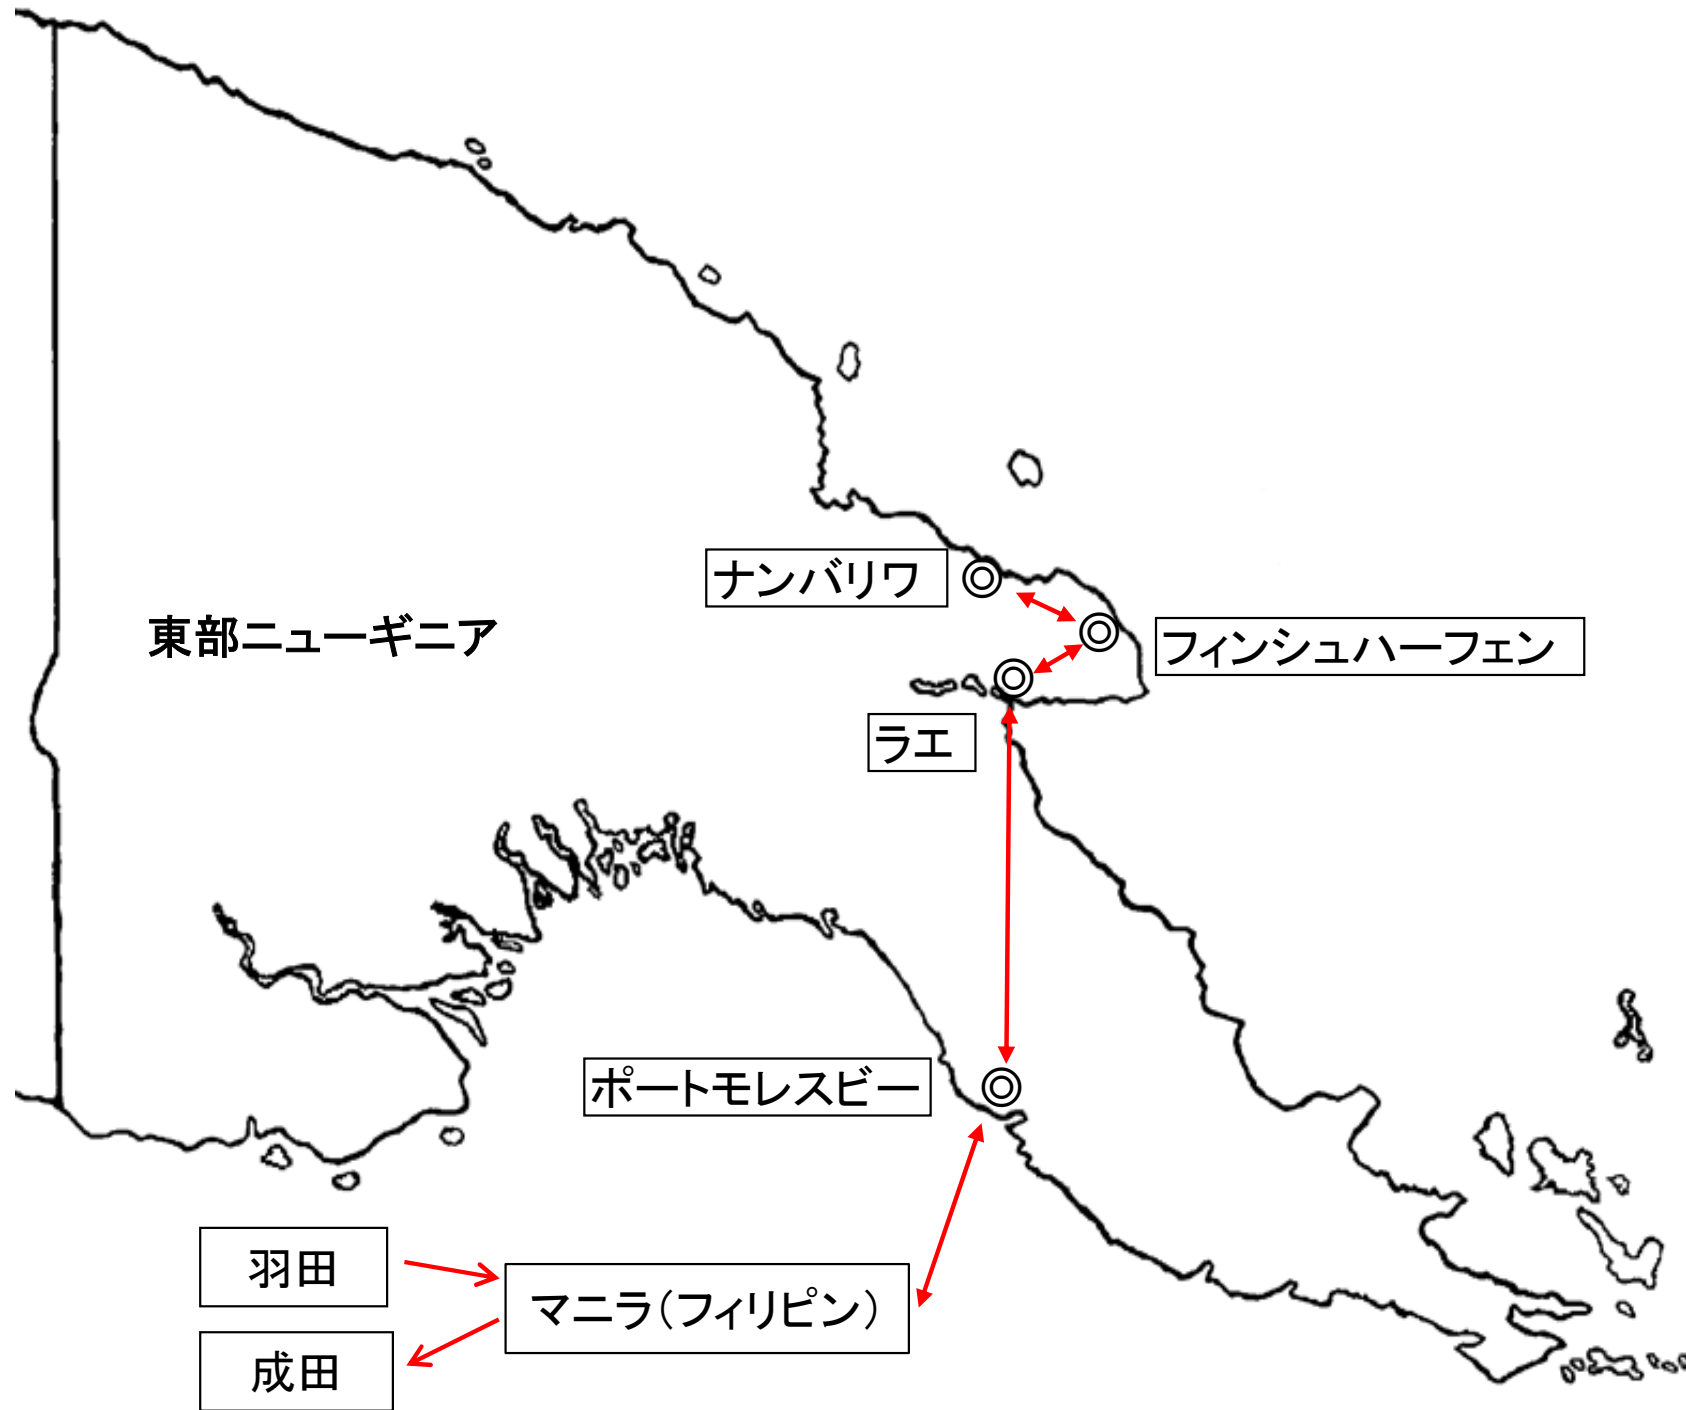 ナンバリワ
東部ニューギニア
フィンシュハーフェン
ラエ
ポートモレスビー
羽田
マニラ（フィリピン）
成田